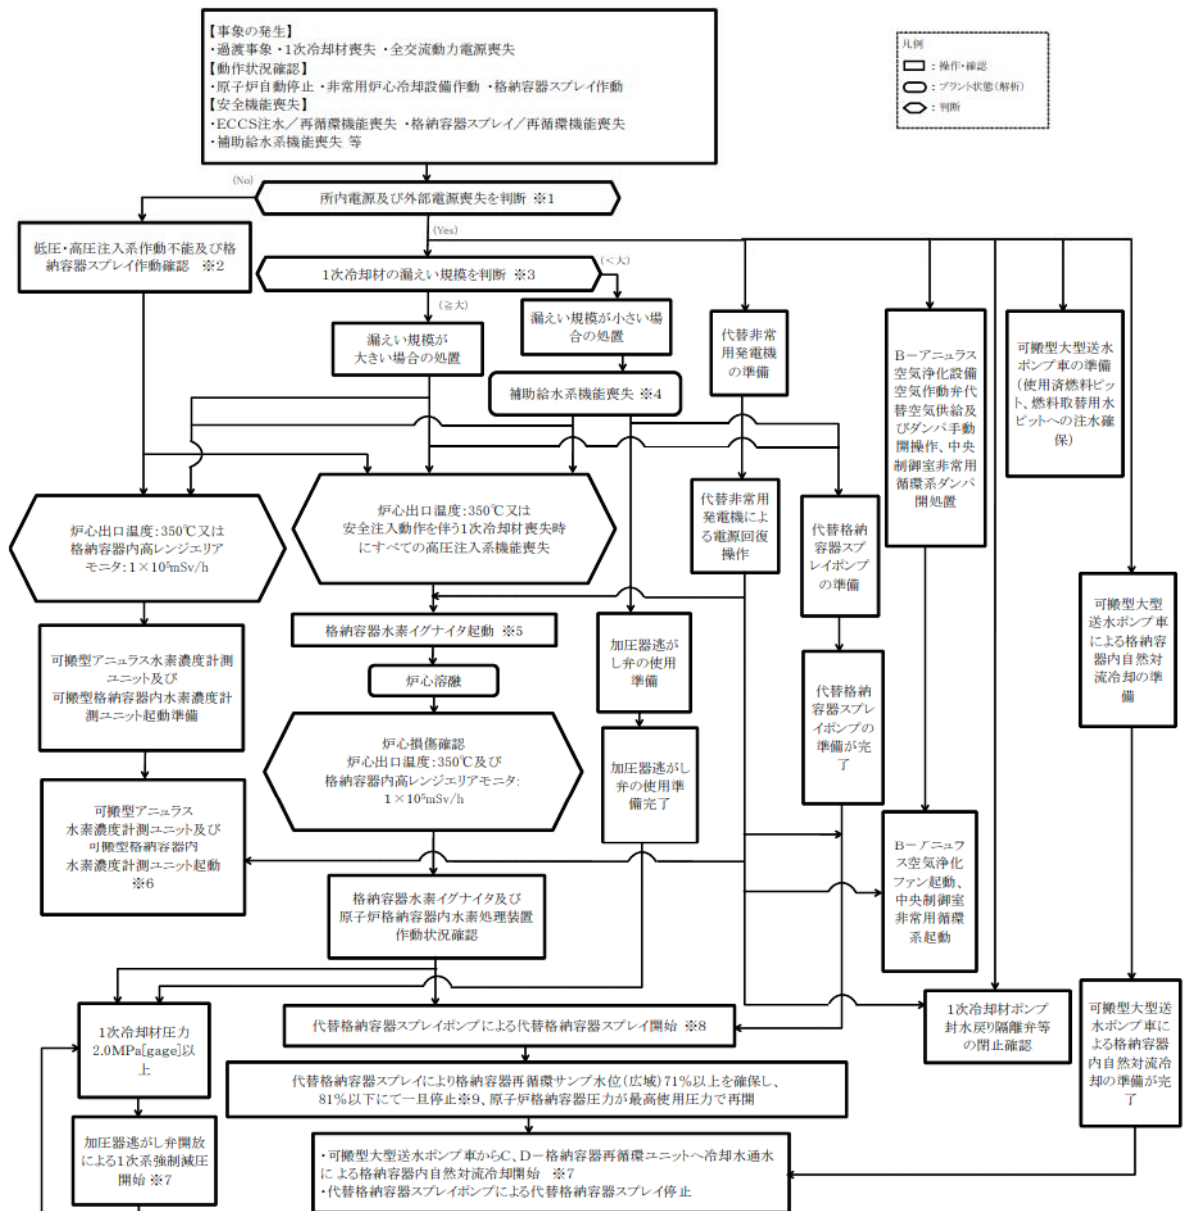 【事象の発生】
・過渡事象 ・1次冷却材喪失 ・全交流動力電源喪失
【動作状況確認】
・原子炉自動停止 ・非常用炉心冷却設備作動 ・格納容器スプレイ作動
【安全機能喪失】
・ECCS注水／再循環機能喪失 ・格納容器スプレイ／再循環機能喪失
・補助給水系機能喪失 等
凡例
：操作・確認
：プラント状態(解析)
：判断
(No)
所内電源及び外部電源喪失を判断 ※1
(Yes)
低圧・高圧注入系作動不能及び格
納容器スプレイ作動確認 ※2
1次冷却材の漏えい規模を判断 ※3
(＜大)
(≧大)
漏えい規模が
大きい場合の処置
漏えい規模が小さい場
合の処置
補助給水系機能喪失 ※4
代替非常
用発電機
の準備
B－アニュラス
空気浄化設備
空気作動弁代
替空気供給及
びダンパ手動
開操作、中央
制御室非常用
循環系ダンパ
開処置
可搬型大型送水
ポンプ車の準備
(使用済燃料ピッ
ト、燃料取替用水
ピットへの注水確
保)
炉心出口温度：350℃又は
格納容器内高レンジエリア
モニタ：1×10⁵mSv/h
炉心出口温度：350℃又は
安全注入動作を伴う1次冷却材喪失時
にすべての高圧注入系機能喪失
代替非常用
発電機によ
る電源回復
操作
代替格納
容器スプ
レイポンプ
の準備
可搬型大型
送水ポンプ車
による格納容
器内自然対
流冷却の準
備
格納容器水素イグナイタ起動 ※5
炉心溶融
加圧器逃が
し弁の使用
準備
可搬型アニュラス水素濃度計測
ユニット及び
可搬型格納容器内水素濃度計
測ユニット起動準備
代替格納
容器スプレ
イポンプの
準備が完
了
炉心損傷確認
炉心出口温度：350℃及び
格納容器内高レンジエリアモニタ：
1×10⁵mSv/h
加圧器逃がし
弁の使用準
備完了
可搬型アニュラス
水素濃度計測ユニット及び
可搬型格納容器内
水素濃度計測ユニット起動
※6
B－アニュラ
ス空気浄化
ファン起動、
中央制御室
非常用循環
系起動
格納容器水素イグナイタ及び
原子炉格納容器内水素処理装置
作動状況確認
1次冷却材圧力
2.0MPa[gage]以
上
代替格納容器スプレイポンプによる代替格納容器スプレイ開始 ※8
1次冷却材ポンプ
封水戻り隔離弁等
の閉止確認
可搬型大型送
水ポンプ車に
よる格納容器
内自然対流冷
却の準備が完
了
代替格納容器スプレイにより格納容器再循環サンプ水位(広域)71%以上を確保し、
81%以下にて一旦停止※9、原子炉格納容器圧力が最高使用圧力で再開
加圧器逃がし弁開放
による1次系強制減圧
開始 ※7
・可搬型大型送水ポンプ車からC、D－格納容器再循環ユニットへ冷却水通水
による格納容器内自然対流冷却開始 ※7
・代替格納容器スプレイポンプによる代替格納容器スプレイ停止